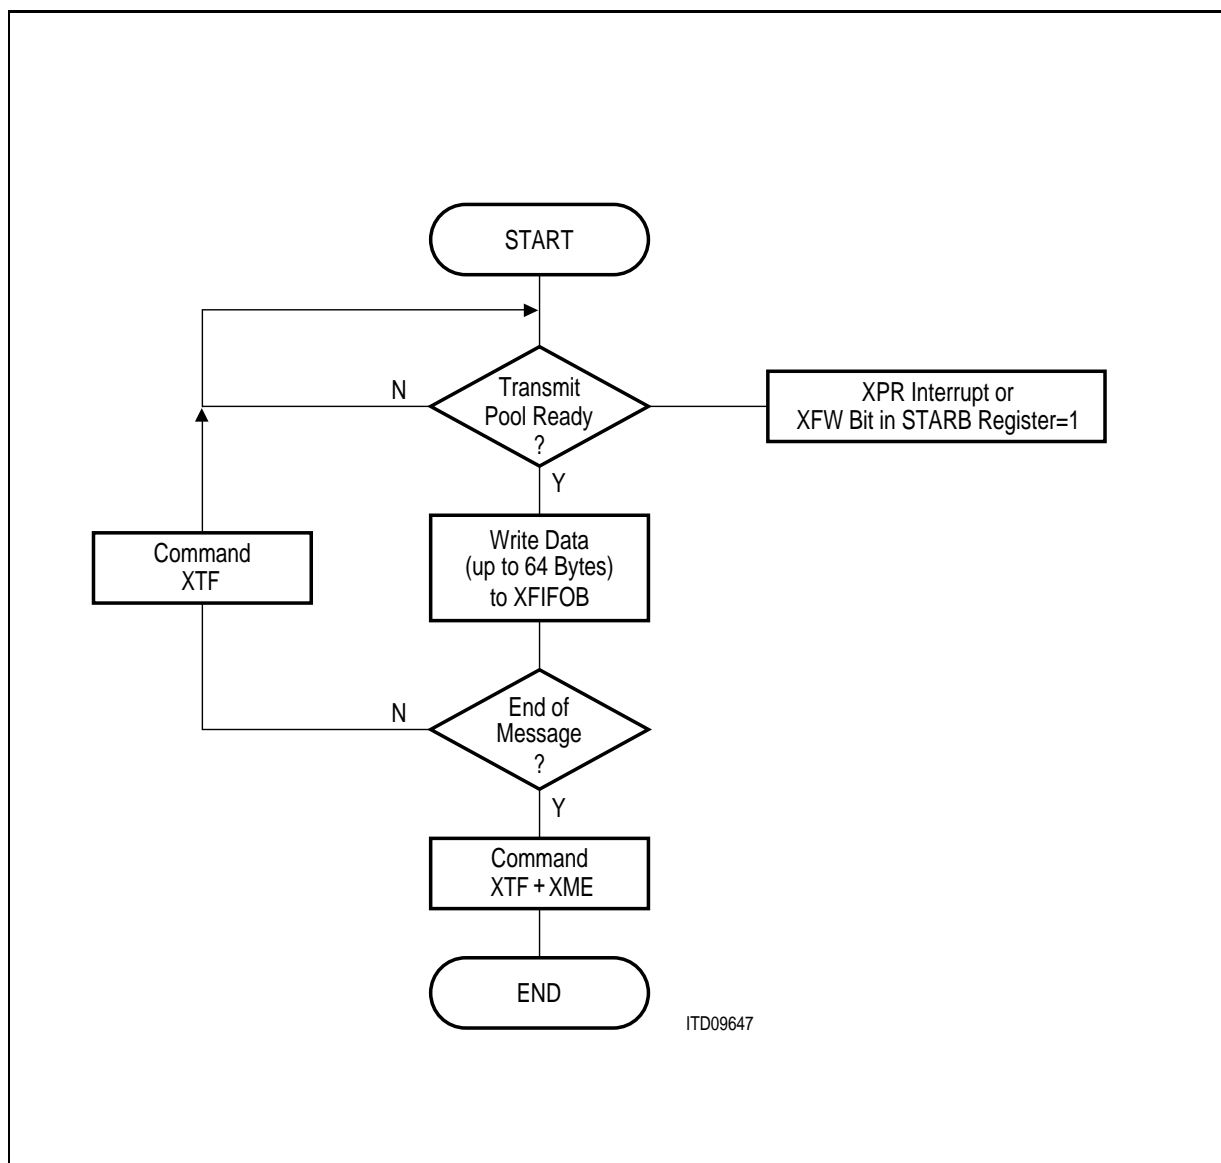 START
N
Transmit
Pool Ready
?
XPR Interrupt or
XFW Bit in STARB Register=1
Y
Command
XTF
Write Data
(up to 64 Bytes)
to XFIFOB
N
End of
Message
?
Y
Command
XTF + XME
END
ITD09647